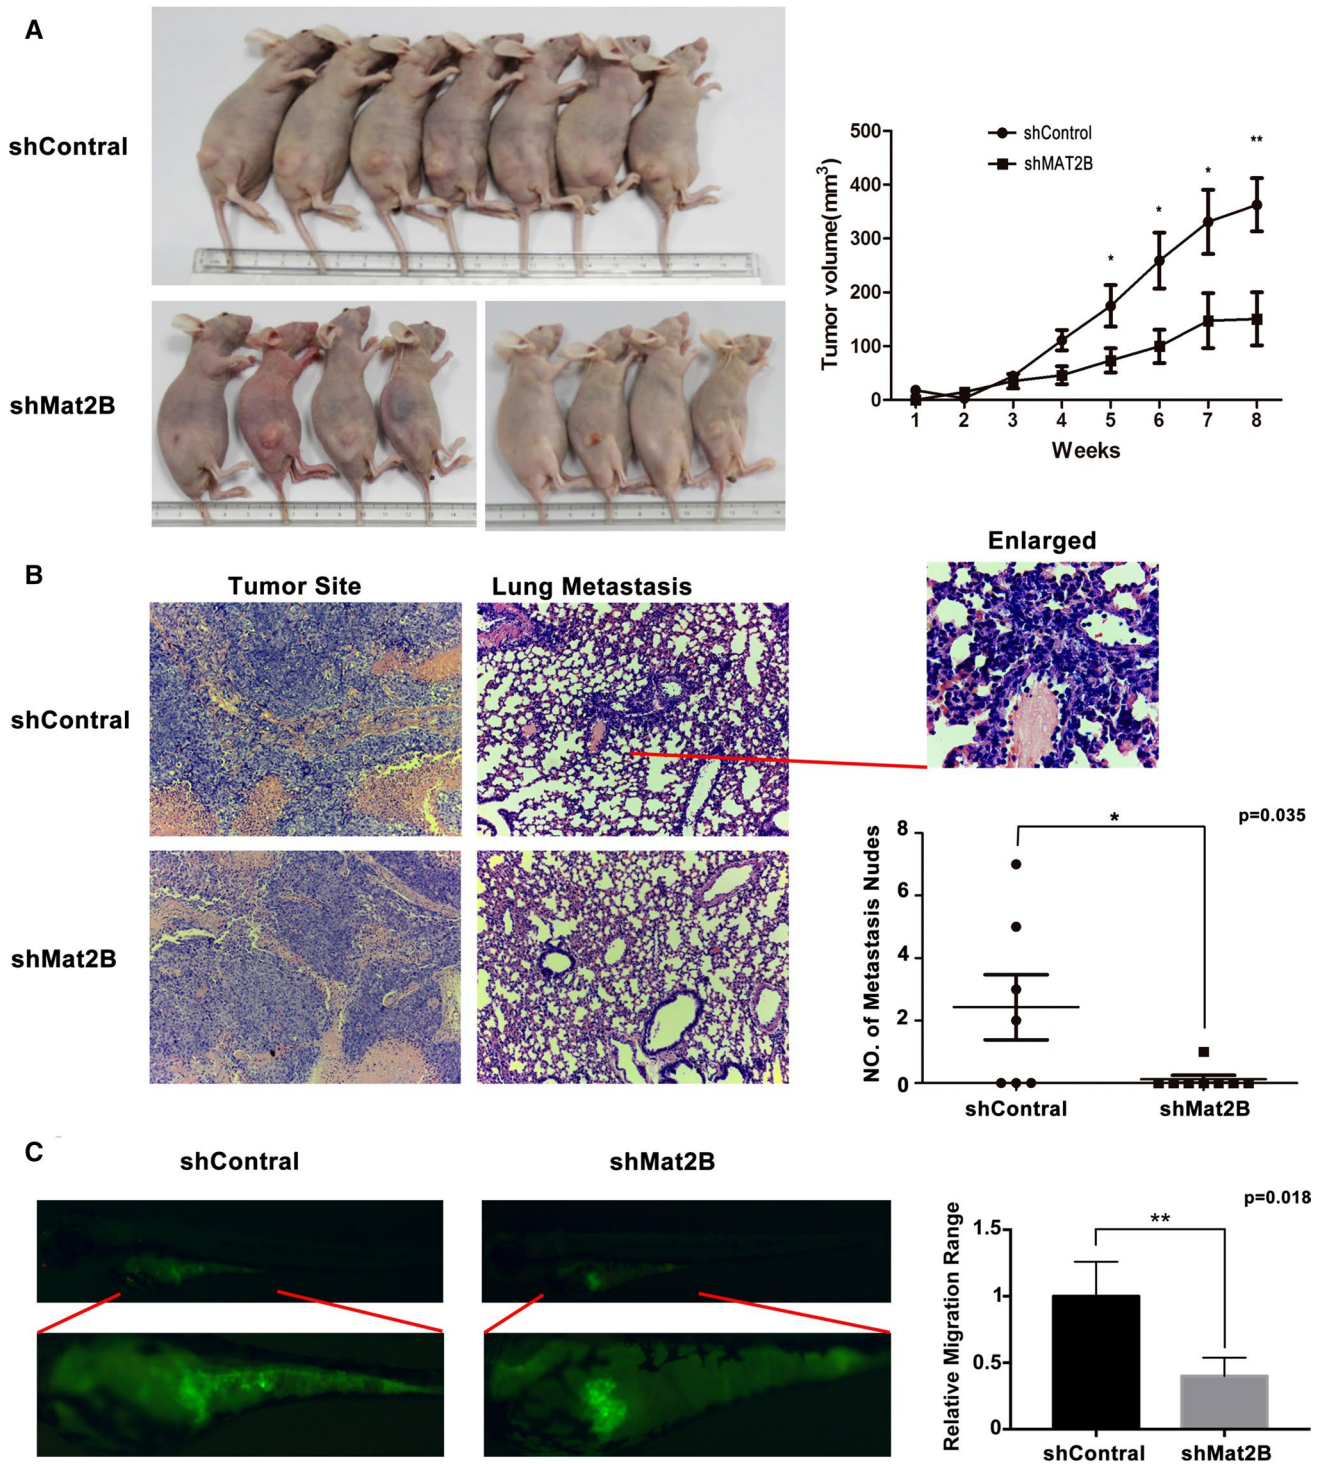 A
shContral
shMat2B
500
400
300
200
100
0
Tumor volume(mm³)
shControl
shMAT2B
*
*
*
**
1 2 3 4 5 6 7 8
Weeks
B
Tumor Site
Lung Metastasis
Enlarged
shContral
shMat2B
p=0.035
*
8
6
4
2
0
NO. of Metastasis Nudes
shContral
shMat2B
C
shContral
shMat2B
p=0.018
**
1.5
1
0.5
0
Relative Migration Range
shContral
shMat2B